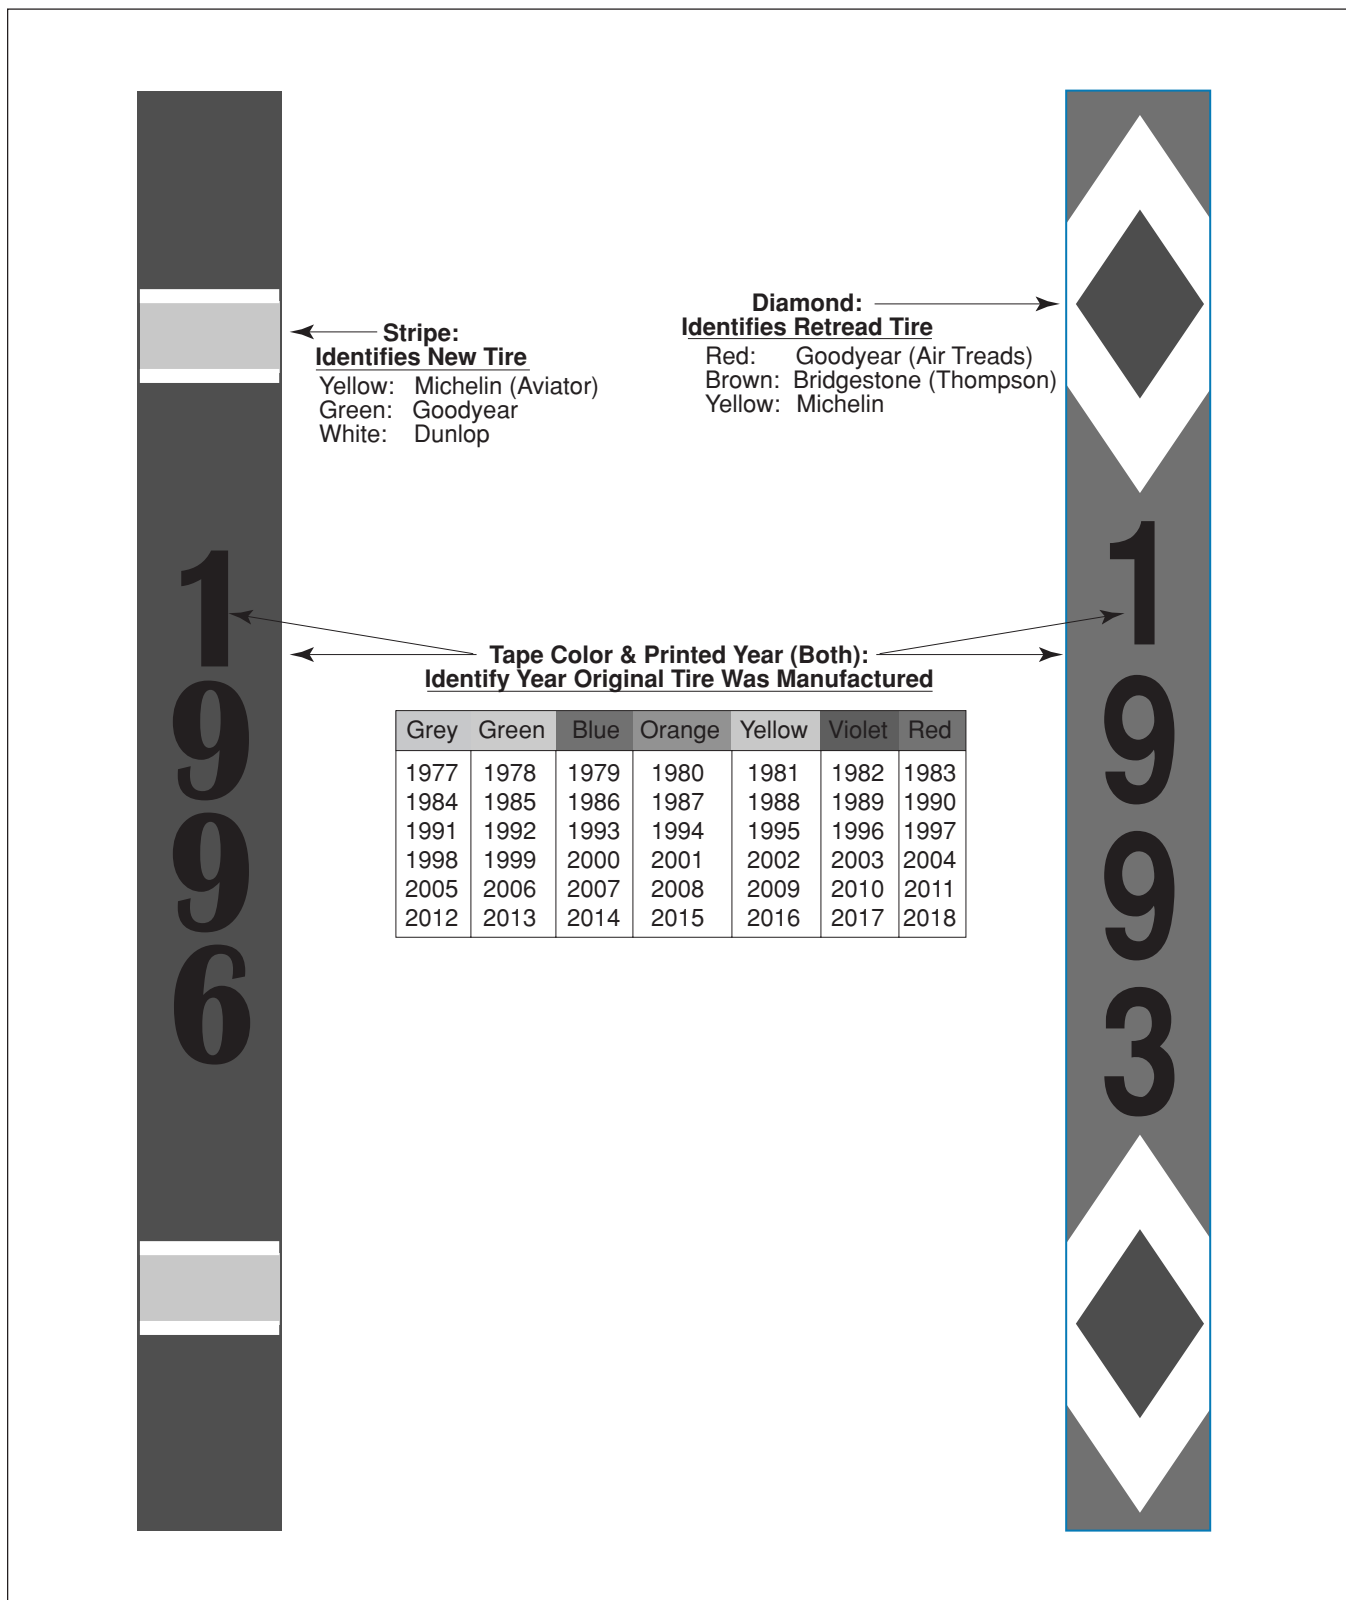 Stripe:
Identifies New Tire
Yellow: Michelin (Aviator)
Green: Goodyear
White: Dunlop
Diamond:
Identifies Retread Tire
Red: Goodyear (Air Treads)
Brown: Bridgestone (Thompson)
Yellow: Michelin
1
9
9
6
Tape Color & Printed Year (Both):
Identify Year Original Tire Was Manufactured
Grey Green Blue Orange Yellow Violet Red
1977 1978 1979 1980 1981 1982 1983
1984 1985 1986 1987 1988 1989 1990
1991 1992 1993 1994 1995 1996 1997
1998 1999 2000 2001 2002 2003 2004
2005 2006 2007 2008 2009 2010 2011
2012 2013 2014 2015 2016 2017 2018
1
9
9
3